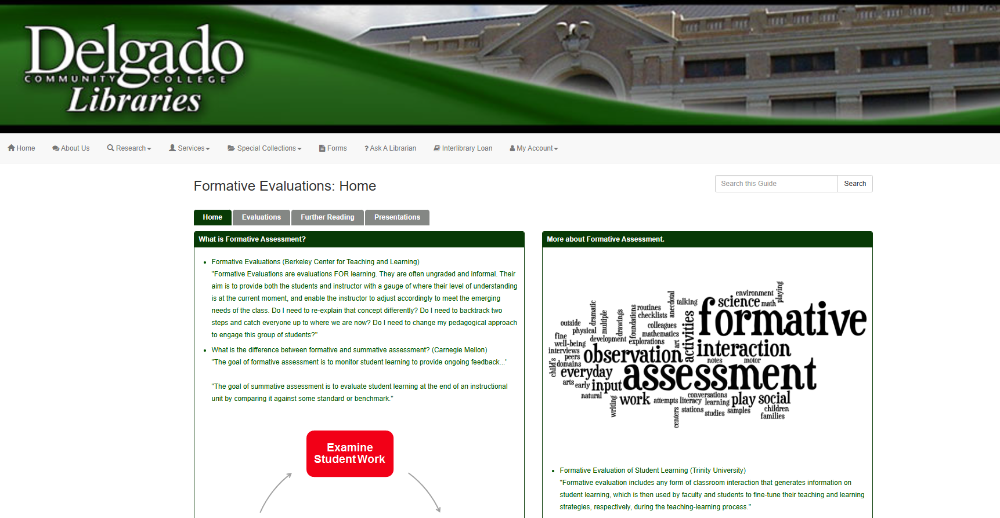 Delgado
COMMUNITY COLLEGE
Libraries
Home
About Us
Research
Services
Special Collections
Forms
? Ask A Librarian
Interlibrary Loan
My Account
Formative Evaluations: Home
Search this Guide
Search
Home
Evaluations
Further Reading
Presentations
What is Formative Assessment?
Formative Evaluations (Berkeley Center for Teaching and Learning)
"Formative Evaluations are evaluations FOR learning. They are often ungraded and informal. Their
aim is to provide both the students and instructor with a gauge of where their level of understanding
is at the current moment, and enable the instructor to adjust accordingly to meet the emerging
needs of the class. Do I need to re-explain that concept differently? Do I need to backtrack two
steps and catch everyone up to where we are now? Do I need to change my pedagogical approach
to engage this group of students?"
What is the difference between formative and summative assessment? (Carnegie Mellon)
"The goal of formative assessment is to monitor student learning to provide ongoing feedback...'
"The goal of summative assessment is to evaluate student learning at the end of an instructional
unit by comparing it against some standard or benchmark."
Examine
Student Work
More about Formative Assessment.
playing
environment
anecdotal
talking
science
math
formative
dramatic
multiple
drawings
foundations
routines
checklists
activities
outside
physical
colleagues
fine
development
mathematics
art
explorations
well-being
interviews
observation
interaction
peers
notes
motor
child's
domains
everyday
assessment
arts
early
input
natural
writing
work
attempts
literacy
conversations
learning
play
social
centers
stations
studies
samples
children
families
Formative Evaluation of Student Learning (Trinity University)
"Formative evaluation includes any form of classroom interaction that generates information on
student learning, which is then used by faculty and students to fine-tune their teaching and learning
strategies, respectively, during the teaching-learning process."